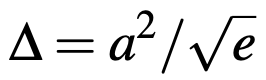 Δ = a²/√e